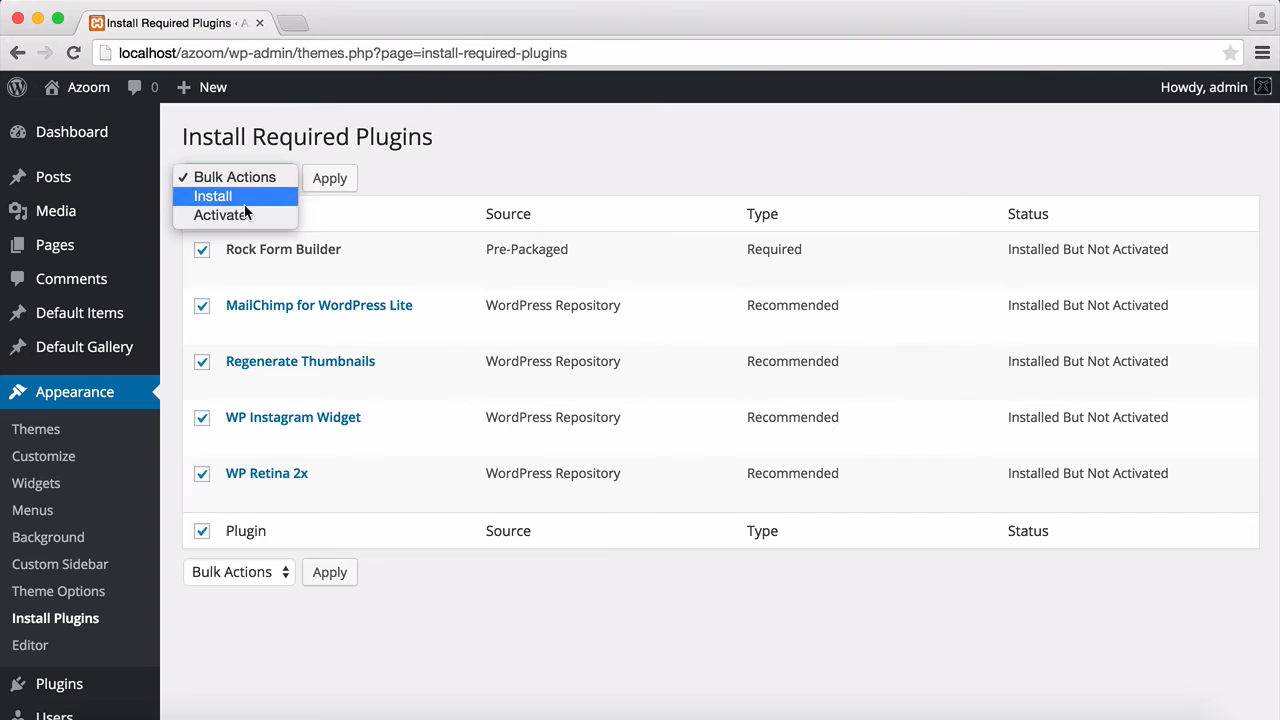 Install Required Plugins ‹ A
localhost/azoom/wp-admin/themes.php?page=install-required-plugins
Azoom 0 New Howdy, admin
Dashboard
Posts
Media
Pages
Comments
Default Items
Default Gallery
Appearance
Themes
Customize
Widgets
Menus
Background
Custom Sidebar
Theme Options
Install Plugins
Editor
Plugins
Users
Install Required Plugins
✓ Bulk Actions Apply
Install
Activate
Source Type Status
Rock Form Builder Pre-Packaged Required Installed But Not Activated
MailChimp for WordPress Lite WordPress Repository Recommended Installed But Not Activated
Regenerate Thumbnails WordPress Repository Recommended Installed But Not Activated
WP Instagram Widget WordPress Repository Recommended Installed But Not Activated
WP Retina 2x WordPress Repository Recommended Installed But Not Activated
Plugin Source Type Status
Bulk Actions Apply